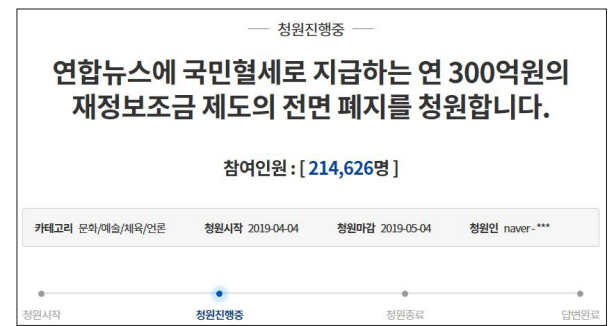 청원진행중
연합뉴스에 국민혈세로 지급하는 연 300억원의
재정보조금 제도의 전면 폐지를 청원합니다.
참여인원 : [ 214,626명 ]
카테고리 문화/예술/체육/언론 청원시작 2019-04-04 청원마감 2019-05-04 청원인 naver - ***
청원시작 청원진행중 청원종료 답변완료